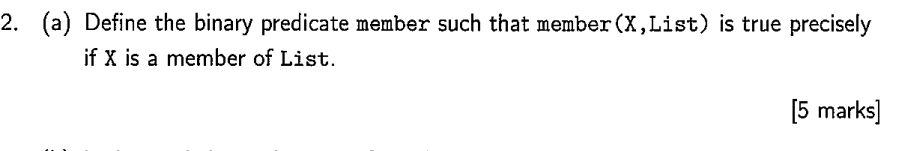 2. (a) Define the binary predicate member such that member(X,List) is true precisely
if X is a member of List.
[5 marks]